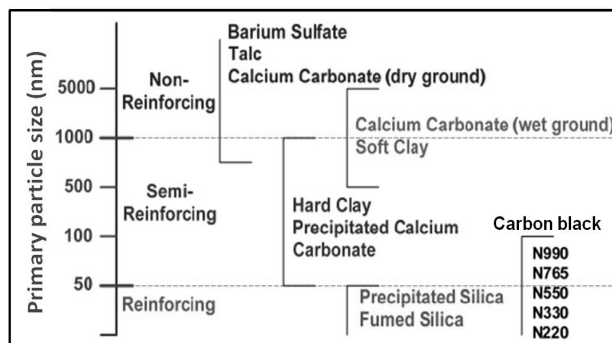 Primary particle size (nm)
5000
1000
500
100
50
Non-
Reinforcing
Semi-
Reinforcing
Reinforcing
Barium Sulfate
Talc
Calcium Carbonate (dry ground)
Calcium Carbonate (wet ground)
Soft Clay
Hard Clay
Precipitated Calcium
Carbonate
Precipitated Silica
Fumed Silica
Carbon black
N990
N765
N550
N330
N220